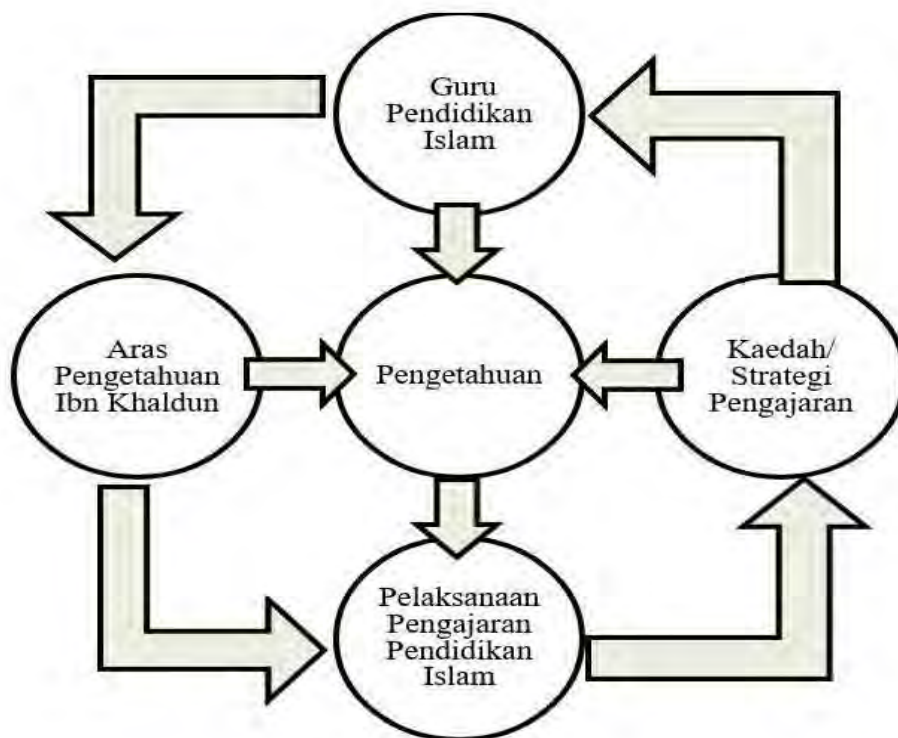 Guru
Pendidikan
Islam
Aras
Pengetahuan
Ibn Khaldun
Pengetahuan
Kaedah/
Strategi
Pengajaran
Pelaksanaan
Pengajaran
Pendidikan
Islam